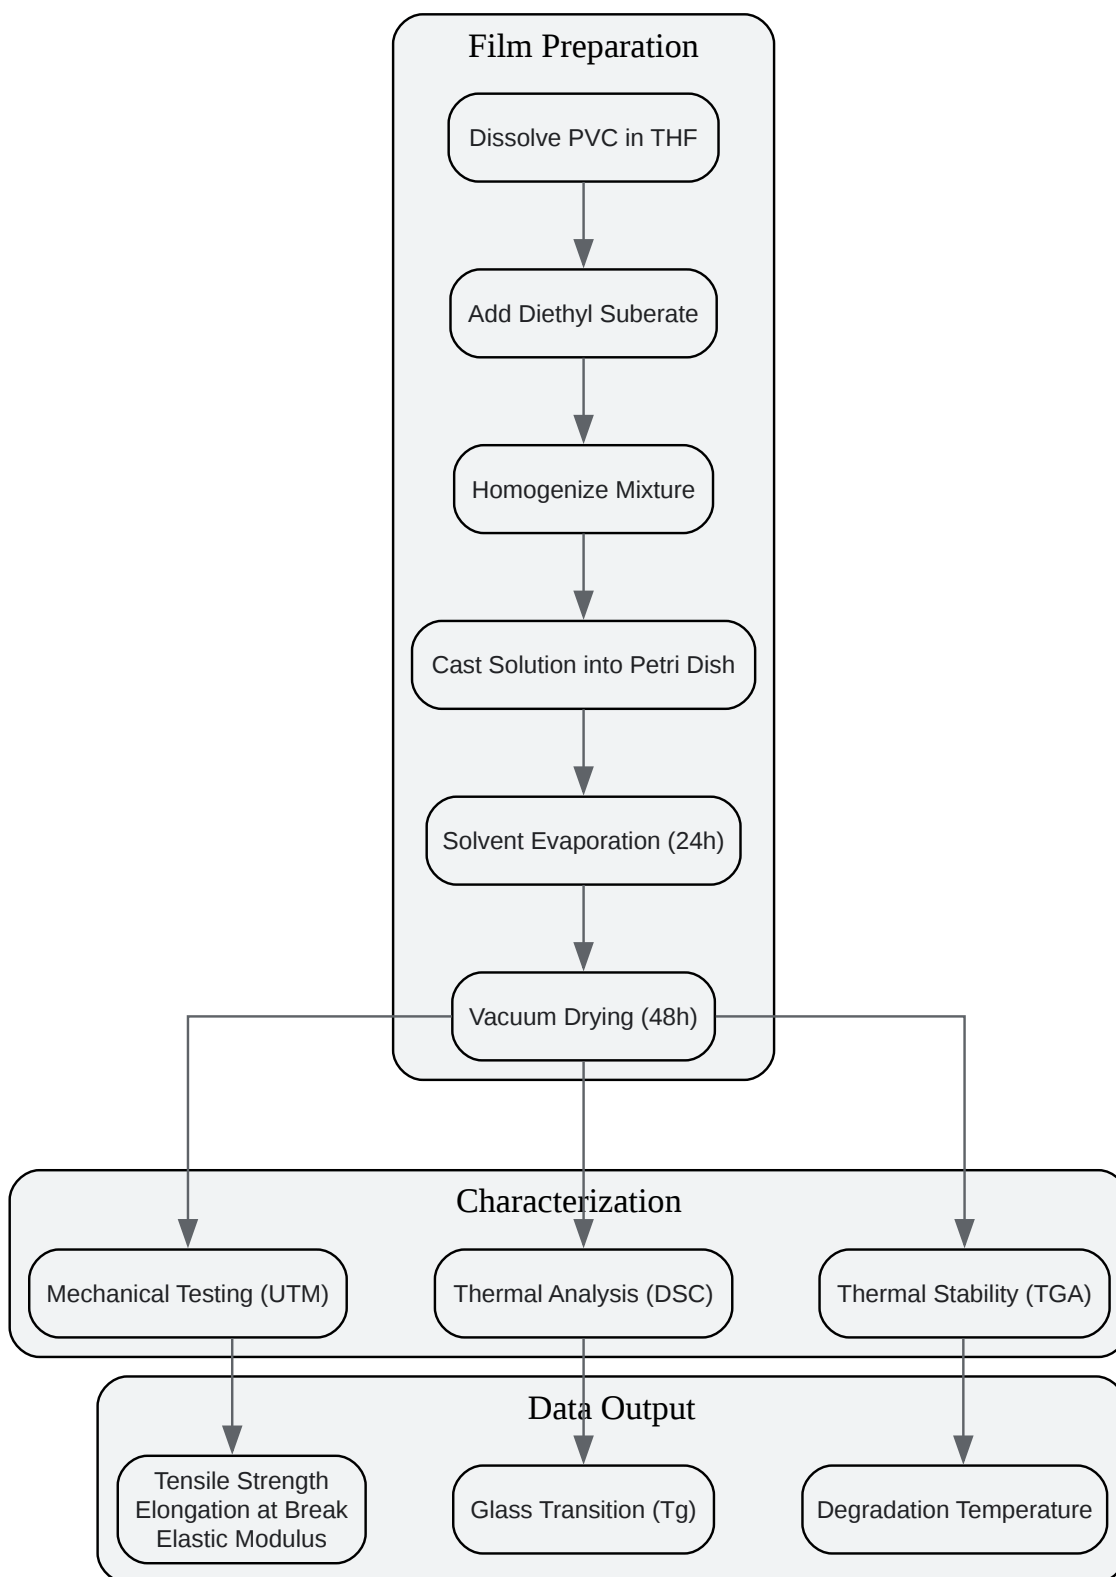 Film Preparation
Dissolve PVC in THF
Add Diethyl Suberate
Homogenize Mixture
Cast Solution into Petri Dish
Solvent Evaporation (24h)
Vacuum Drying (48h)
Characterization
Mechanical Testing (UTM)
Thermal Analysis (DSC)
Thermal Stability (TGA)
Data Output
Tensile Strength
Elongation at Break
Elastic Modulus
Glass Transition (Tg)
Degradation Temperature